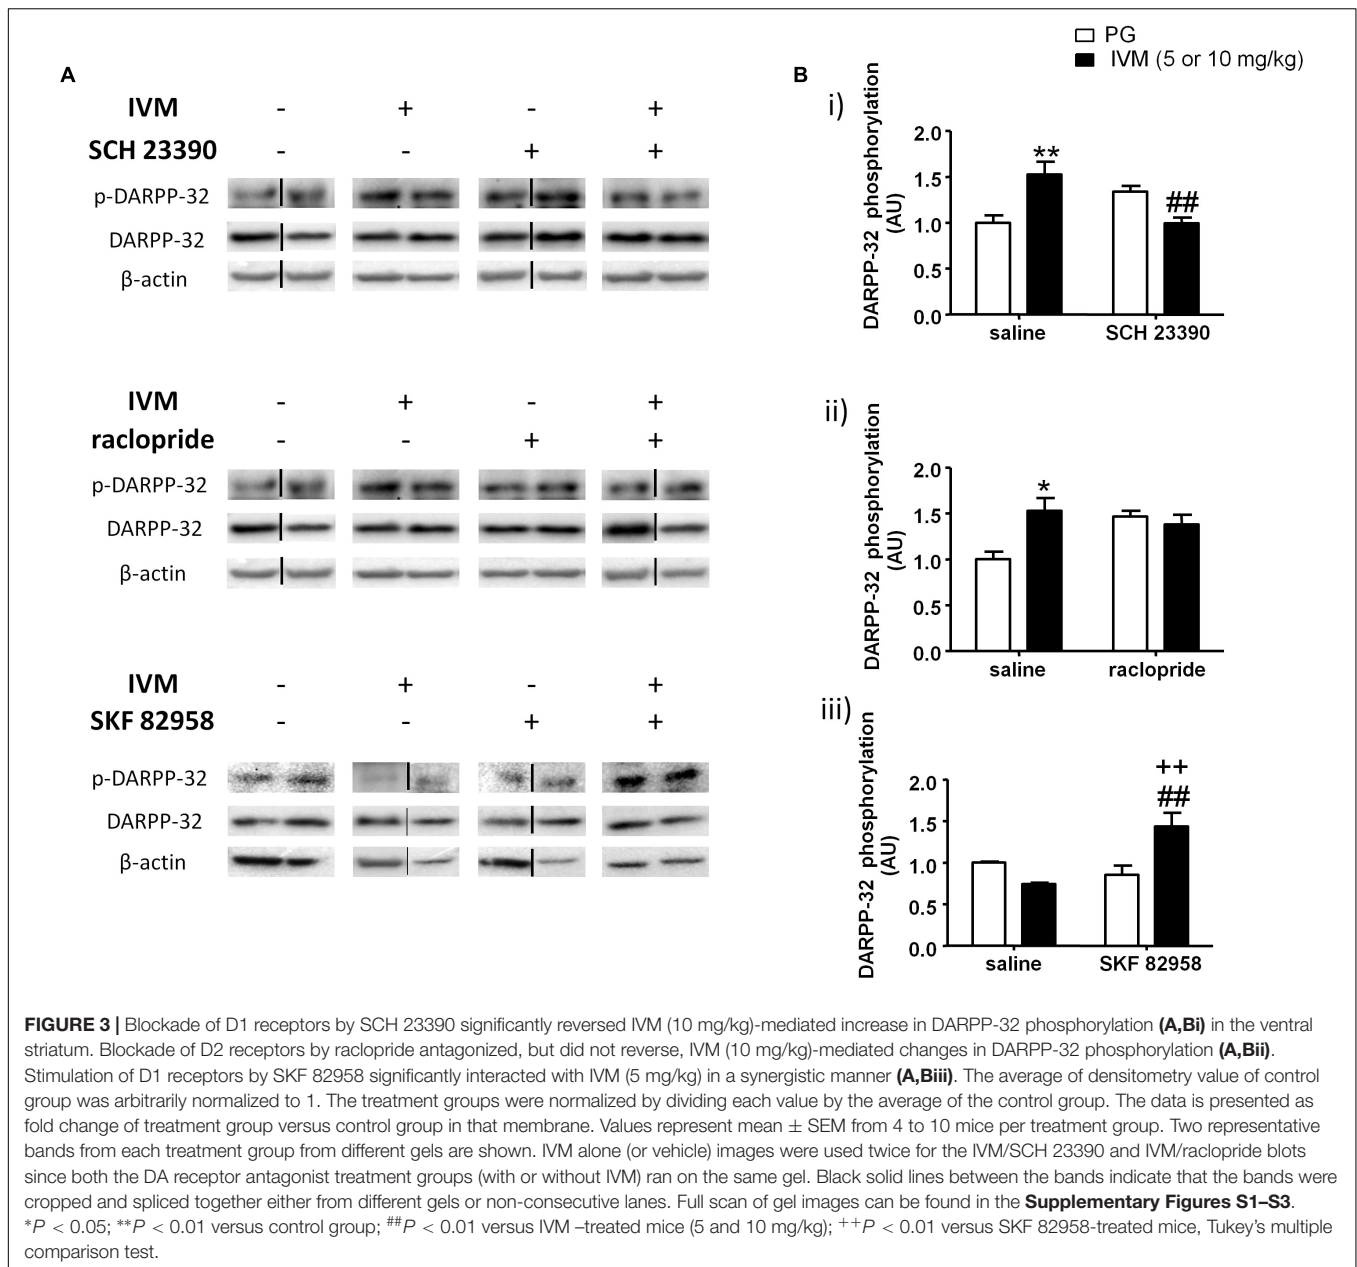 PG
IVM (5 or 10 mg/kg)
A
IVM - + - +
SCH 23390 - - + +
p-DARPP-32
DARPP-32
β-actin
IVM - + - +
raclopride - - + +
p-DARPP-32
DARPP-32
β-actin
IVM - + - +
SKF 82958 - - + +
p-DARPP-32
DARPP-32
β-actin
B
i)
DARPP-32 phosphorylation
(AU)
2.0
1.5
1.0
0.5
0.0
**
##
saline SCH 23390
ii)
DARPP-32 phosphorylation
(AU)
2.0
1.5
1.0
0.5
0.0
*
saline raclopride
iii)
DARPP-32 phosphorylation
(AU)
2.0
1.5
1.0
0.5
0.0
++
##
saline SKF 82958
FIGURE 3 | Blockade of D1 receptors by SCH 23390 significantly reversed IVM (10 mg/kg)-mediated increase in DARPP-32 phosphorylation (A,Bi) in the ventral
striatum. Blockade of D2 receptors by raclopride antagonized, but did not reverse, IVM (10 mg/kg)-mediated changes in DARPP-32 phosphorylation (A,Bii).
Stimulation of D1 receptors by SKF 82958 significantly interacted with IVM (5 mg/kg) in a synergistic manner (A,Biii). The average of densitometry value of control
group was arbitrarily normalized to 1. The treatment groups were normalized by dividing each value by the average of the control group. The data is presented as
fold change of treatment group versus control group in that membrane. Values represent mean ± SEM from 4 to 10 mice per treatment group. Two representative
bands from each treatment group from different gels are shown. IVM alone (or vehicle) images were used twice for the IVM/SCH 23390 and IVM/raclopride blots
since both the DA receptor antagonist treatment groups (with or without IVM) ran on the same gel. Black solid lines between the bands indicate that the bands were
cropped and spliced together either from different gels or non-consecutive lanes. Full scan of gel images can be found in the Supplementary Figures S1–S3.
*P < 0.05; **P < 0.01 versus control group; ##P < 0.01 versus IVM –treated mice (5 and 10 mg/kg); ++P < 0.01 versus SKF 82958-treated mice, Tukey's multiple
comparison test.